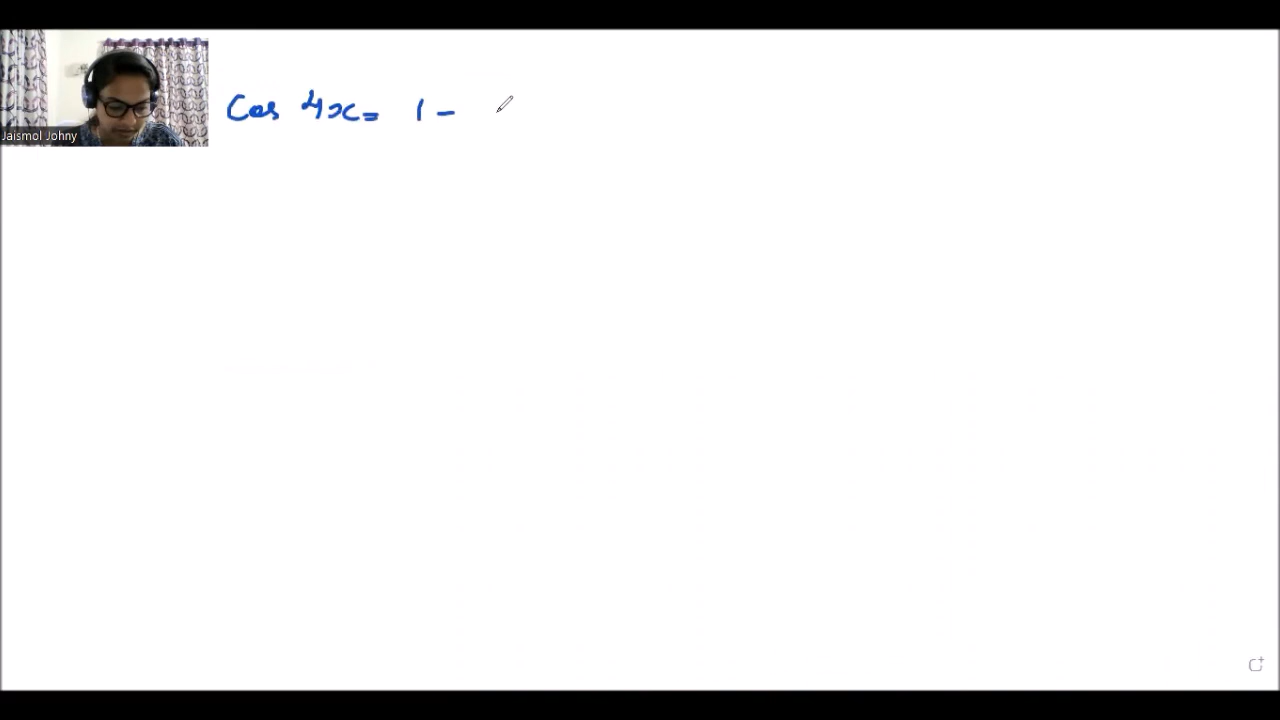 Cos 4x = 1 -
Jaismol Johny